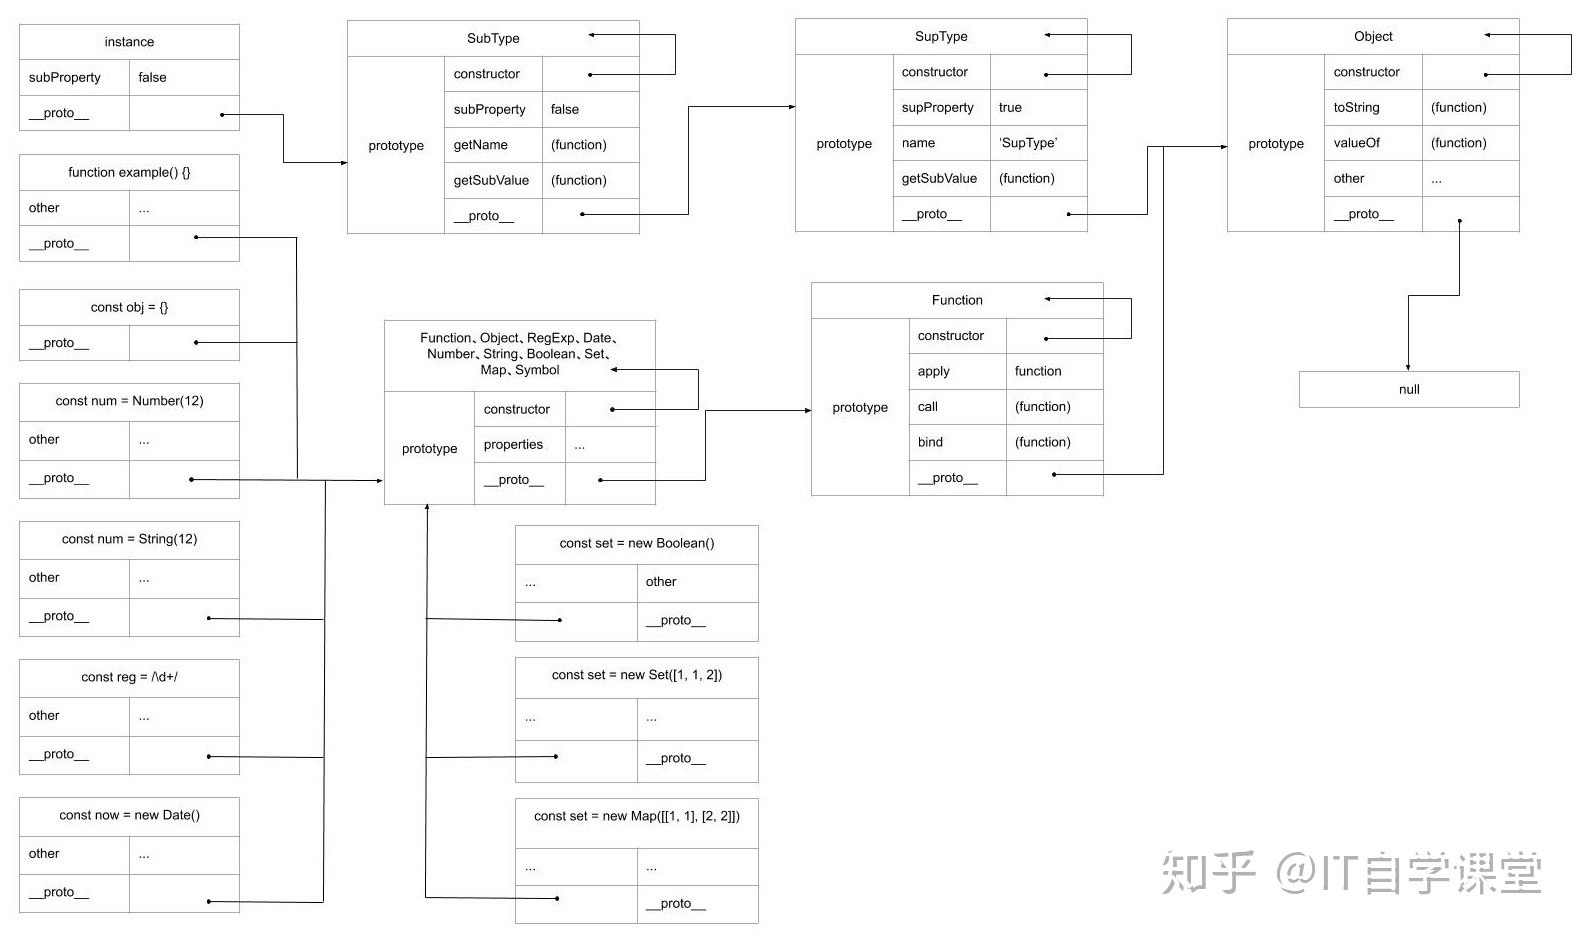 instance
subProperty false
__proto__
function example() {}
other ...
__proto__
const obj = {}
__proto__
const num = Number(12)
other ...
__proto__
const num = String(12)
other ...
__proto__
const reg = /\d+/
other ...
__proto__
const now = new Date()
other ...
__proto__
SubType
constructor
subProperty false
prototype
getName (function)
getSubValue (function)
__proto__
Function、Object、RegExp、Date、
Number、String、Boolean、Set、
Map、Symbol
constructor
prototype
properties ...
__proto__
const set = new Boolean()
... other
__proto__
const set = new Set([1, 1, 2])
... ...
__proto__
const set = new Map([[1, 1], [2, 2]])
... ...
__proto__
SupType
constructor
supProperty true
prototype
name ‘SupType’
getSubValue (function)
__proto__
Function
constructor
apply function
prototype
call (function)
bind (function)
__proto__
Object
constructor
toString (function)
prototype
valueOf (function)
other ...
__proto__
null
知乎 @IT自学课堂